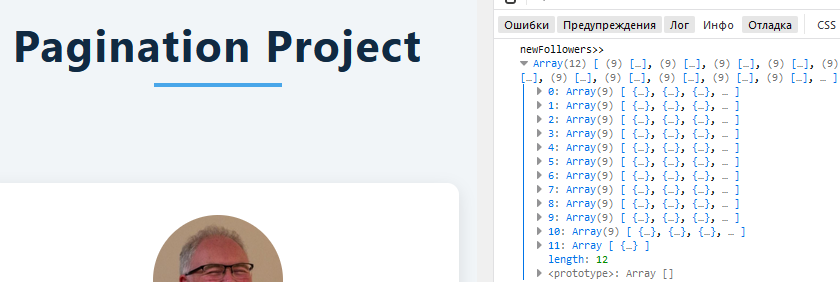 Pagination Project
Ошибки Предупреждения Лог Инфо Отладка CSS
newFollowers>>
Array(12) [ (9) […], (9) […], (9) […], (9) […], (9)
[…], (9) […], (9) […], (9) […], (9) […], (9) […], … ]
0: Array(9) [ {…}, {…}, {…}, … ]
1: Array(9) [ {…}, {…}, {…}, … ]
2: Array(9) [ {…}, {…}, {…}, … ]
3: Array(9) [ {…}, {…}, {…}, … ]
4: Array(9) [ {…}, {…}, {…}, … ]
5: Array(9) [ {…}, {…}, {…}, … ]
6: Array(9) [ {…}, {…}, {…}, … ]
7: Array(9) [ {…}, {…}, {…}, … ]
8: Array(9) [ {…}, {…}, {…}, … ]
9: Array(9) [ {…}, {…}, {…}, … ]
10: Array(9) [ {…}, {…}, {…}, … ]
11: Array [ {…} ]
length: 12
<prototype>: Array []